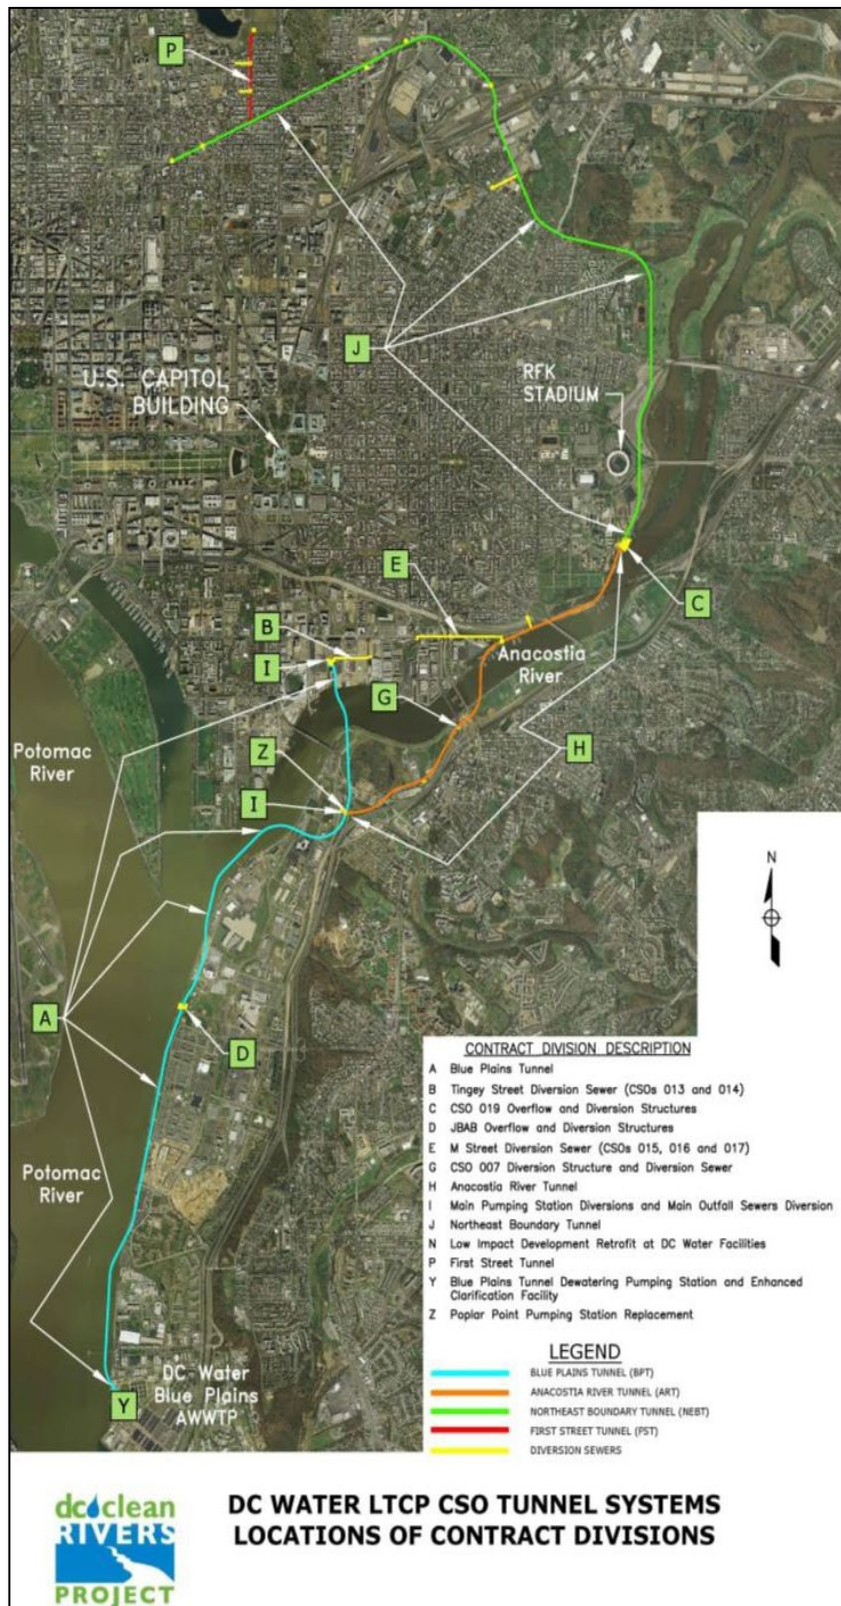 P
J
U.S. CAPITOL
BUILDING
RFK
STADIUM
E
C
B
I
Anacostia
River
G
Potomac
River
Z
H
I
N
A
D
CONTRACT DIVISION DESCRIPTION
A Blue Plains Tunnel
B Tingey Street Diversion Sewer (CSOs 013 and 014)
C CSO 019 Overflow and Diversion Structures
D JBAB Overflow and Diversion Structures
E M Street Diversion Sewer (CSOs 015, 016 and 017)
G CSO 007 Diversion Structure and Diversion Sewer
H Anacostia River Tunnel
I Main Pumping Station Diversions and Main Outfall Sewers Diversion
J Northeast Boundary Tunnel
N Low Impact Development Retrofit at DC Water Facilities
P First Street Tunnel
Y Blue Plains Tunnel Dewatering Pumping Station and Enhanced
Clarification Facility
Z Poplar Point Pumping Station Replacement
Potomac
River
LEGEND
BLUE PLAINS TUNNEL (BPT)
ANACOSTIA RIVER TUNNEL (ART)
NORTHEAST BOUNDARY TUNNEL (NEBT)
FIRST STREET TUNNEL (FST)
DIVERSION SEWERS
DC Water
Blue Plains
AWWTP
Y
dc clean
RIVERS
PROJECT
DC WATER LTCP CSO TUNNEL SYSTEMS
LOCATIONS OF CONTRACT DIVISIONS